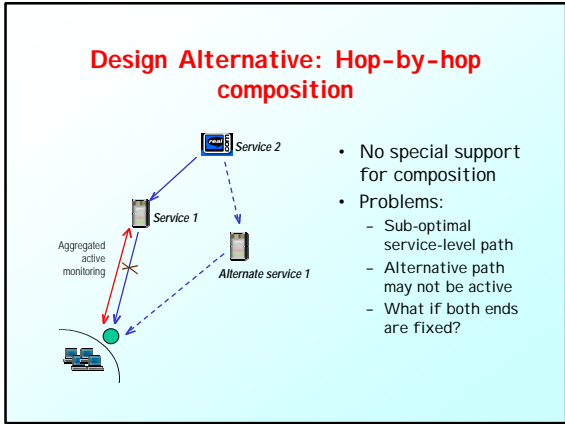 Design Alternative: Hop-by-hop
composition
real
com
Service 2
Service 1
Aggregated
active
monitoring
Alternate service 1
• No special support
for composition
• Problems:
– Sub-optimal
service-level path
– Alternative path
may not be active
– What if both ends
are fixed?